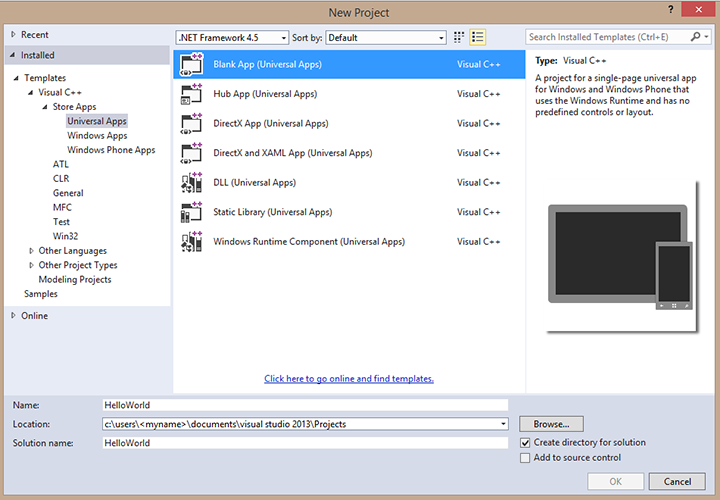 New Project
?
Recent
.NET Framework 4.5
Sort by:
Default
Search Installed Templates (Ctrl+E)
Installed
Templates
Visual C++
Store Apps
Universal Apps
Windows Apps
Windows Phone Apps
ATL
CLR
General
MFC
Test
Win32
Other Languages
Other Project Types
Modeling Projects
Samples
Online
Blank App (Universal Apps) Visual C++
Hub App (Universal Apps) Visual C++
DirectX App (Universal Apps) Visual C++
DirectX and XAML App (Universal Apps) Visual C++
DLL (Universal Apps) Visual C++
Static Library (Universal Apps) Visual C++
Windows Runtime Component (Universal Apps) Visual C++
Click here to go online and find templates.
Type: Visual C++
A project for a single-page universal app
for Windows and Windows Phone that
uses the Windows Runtime and has no
predefined controls or layout.
Name: HelloWorld
Location: c:\users\<myname>\documents\visual studio 2013\Projects
Browse...
Solution name: HelloWorld
Create directory for solution
Add to source control
OK
Cancel